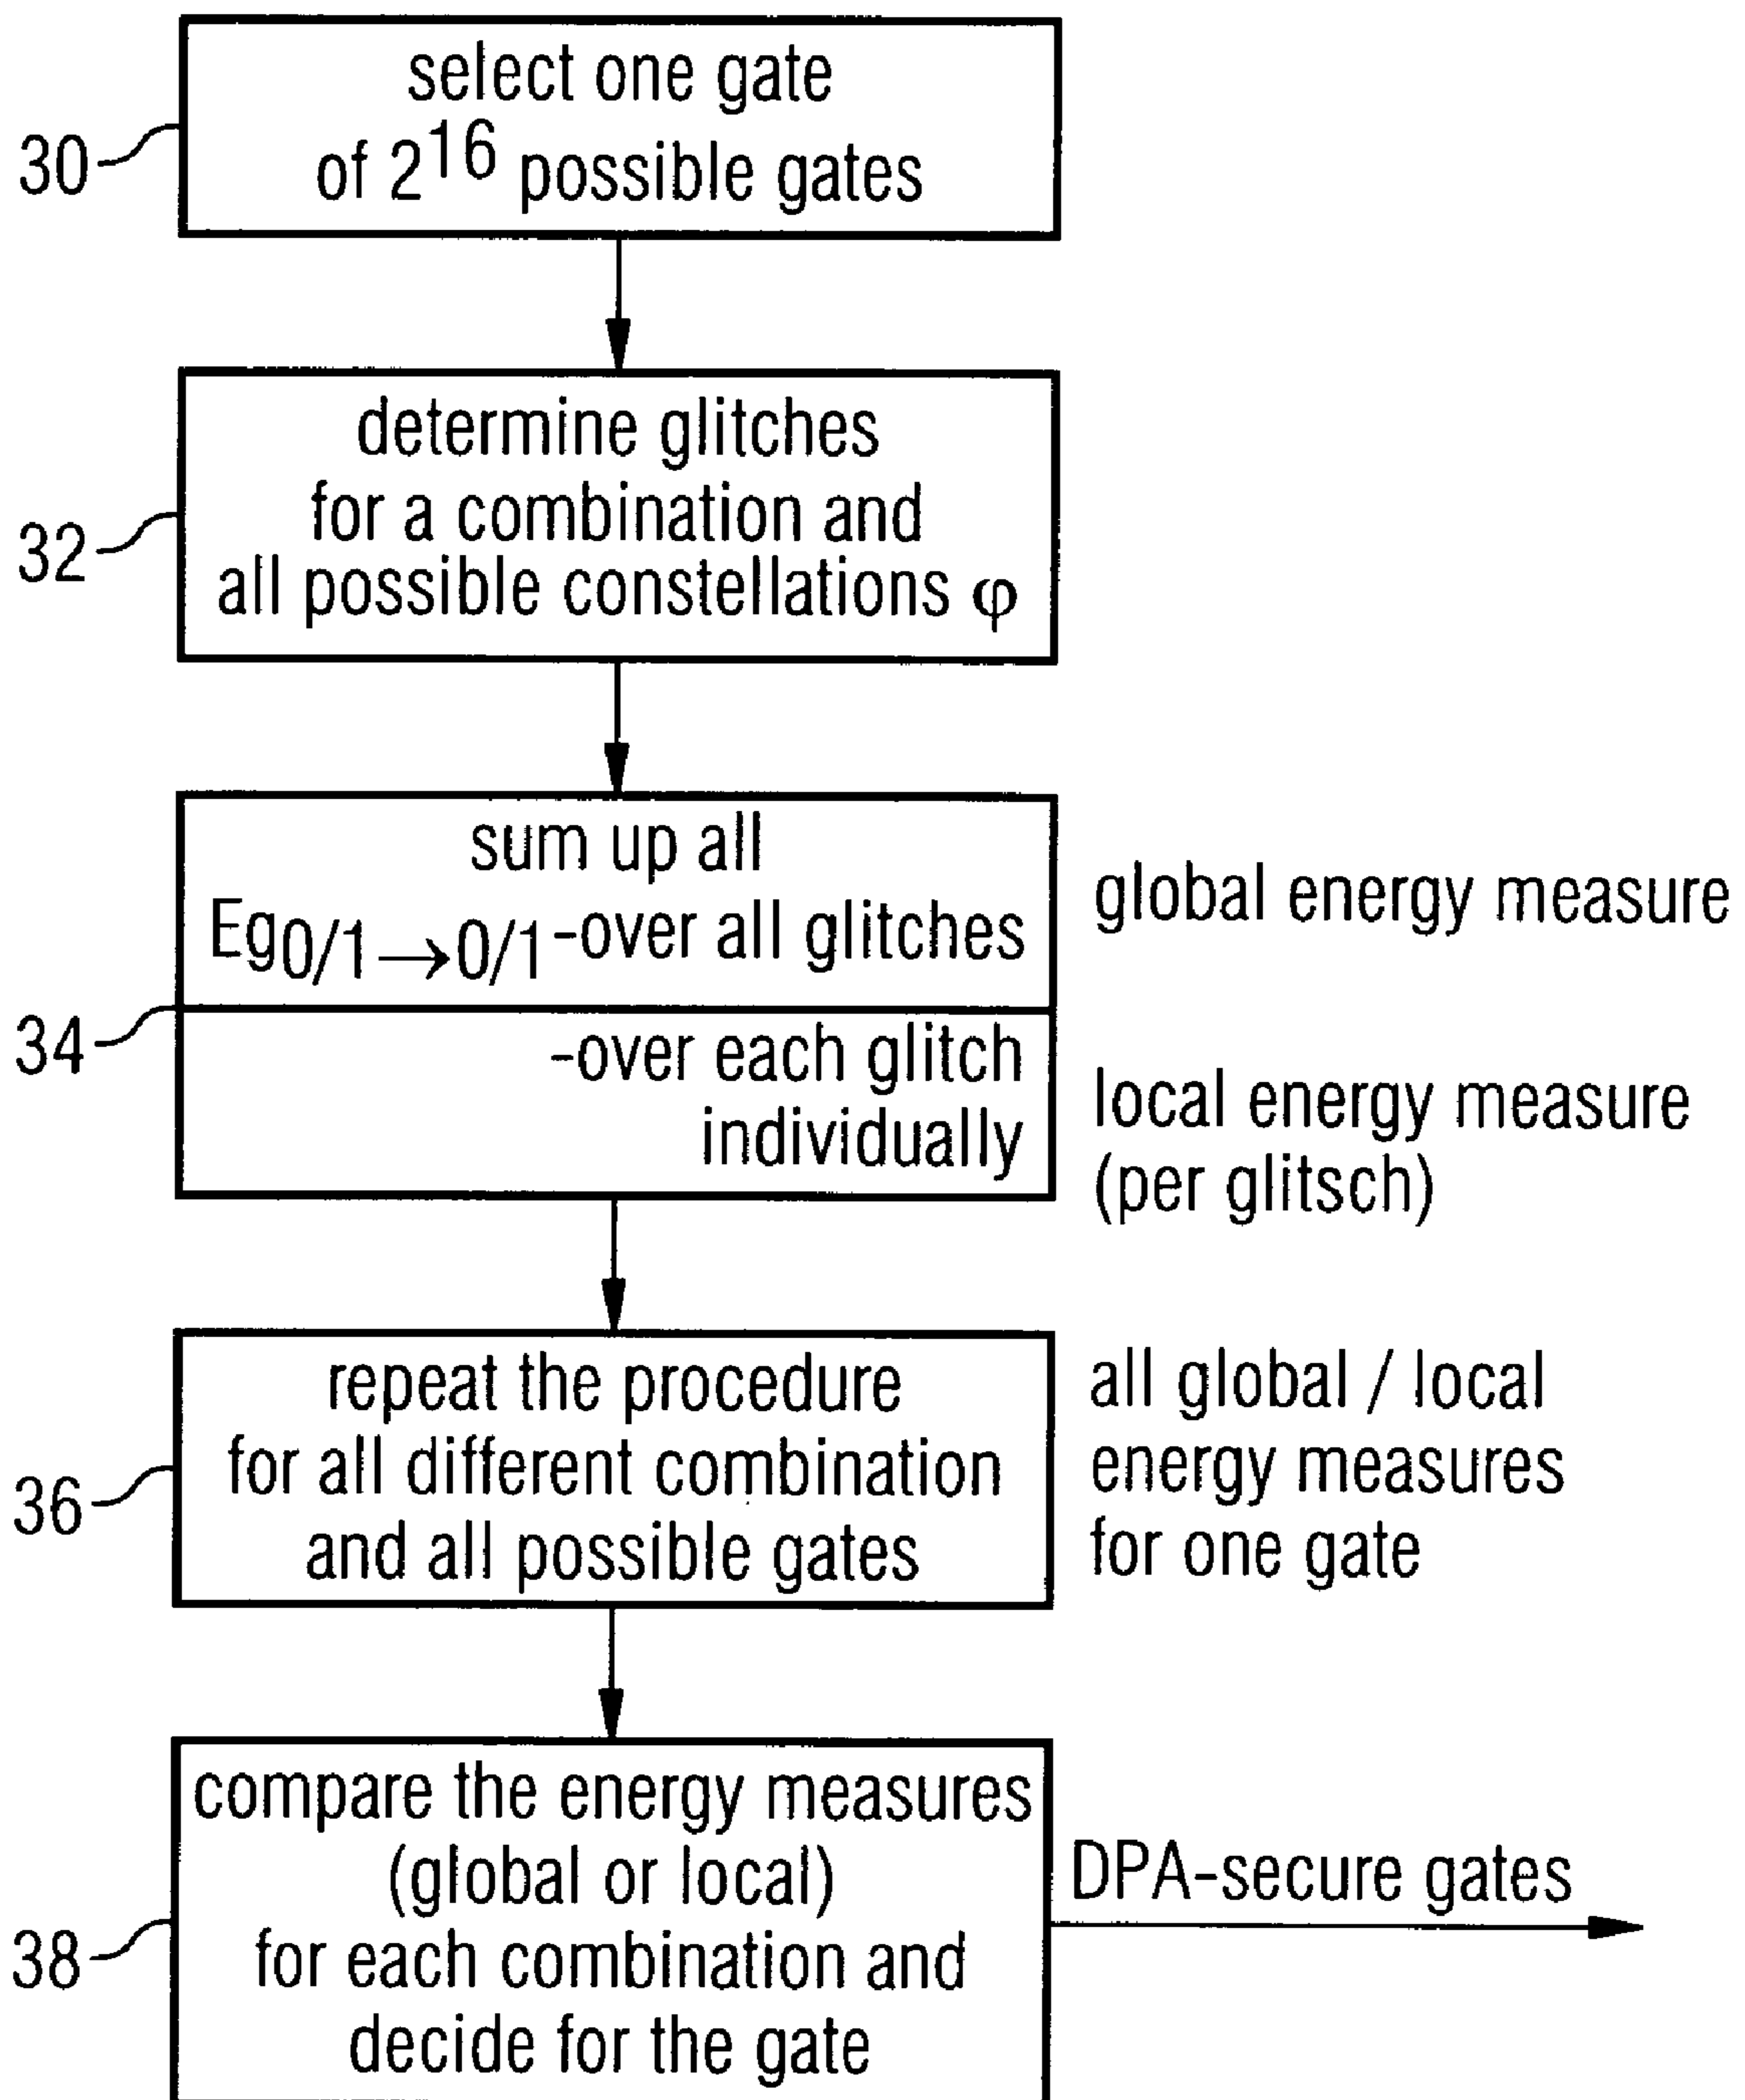 select one gate
of 2^16 possible gates
30
determine glitches
for a combination and
all possible constellations φ
32
sum up all
Eg0/1→0/1-over all glitches
global energy measure
34
-over each glitch
individually
local energy measure
(per glitsch)
repeat the procedure
for all different combination
and all possible gates
36
all global / local
energy measures
for one gate
compare the energy measures
(global or local)
for each combination and
decide for the gate
38
DPA-secure gates